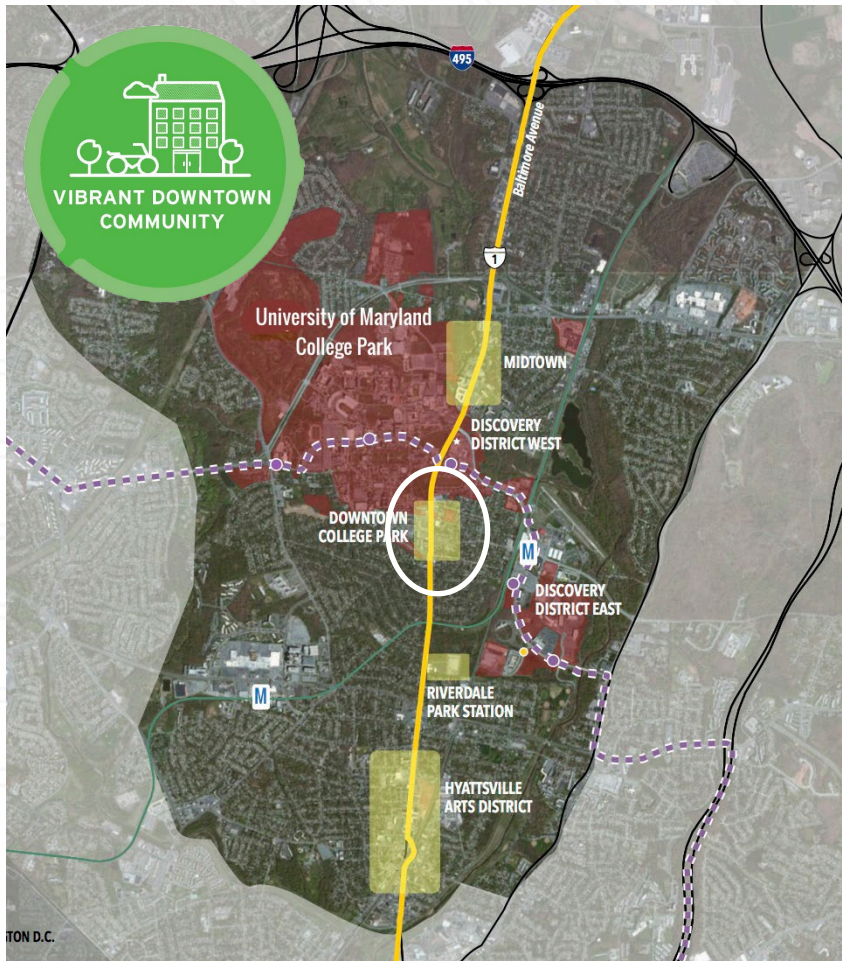 495
VIBRANT DOWNTOWN
COMMUNITY
Baltimore Avenue
1
University of Maryland
College Park
MIDTOWN
DISCOVERY
DISTRICT WEST
DOWNTOWN
COLLEGE PARK
M
DISCOVERY
DISTRICT EAST
M
RIVERDALE
PARK STATION
HYATTSVILLE
ARTS DISTRICT
TON D.C.